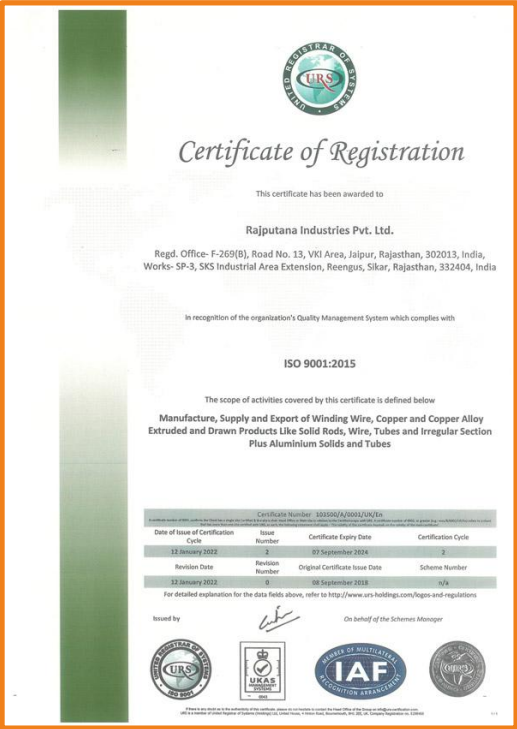 UNITED REGISTRAR OF SYSTEMS
URS
Certificate of Registration
This certificate has been awarded to
Rajputana Industries Pvt. Ltd.
Regd. Office- F-269(B), Road No. 13, VKI Area, Jaipur, Rajasthan, 302013, India,
Works- SP-3, SKS Industrial Area Extension, Reengus, Sikar, Rajasthan, 332404, India
in recognition of the organization's Quality Management System which complies with
ISO 9001:2015
The scope of activities covered by this certificate is defined below
Manufacture, Supply and Export of Winding Wire, Copper and Copper Alloy
Extruded and Drawn Products Like Solid Rods, Wire, Tubes and Irregular Section
Plus Aluminium Solids and Tubes
Certificate Number 103500/A/0001/UK/En
Date of Issue of Certification Cycle
Issue Number
Certificate Expiry Date
Certification Cycle
12 January 2022
2
07 September 2024
2
Revision Date
Revision Number
Original Certificate Issue Date
Scheme Number
12 January 2022
0
08 September 2018
n/a
For detailed explanation for the data fields above, refer to http://www.urs-holdings.com/logos-and-regulations
Issued by
On behalf of the Schemes Manager
UNITED REGISTRAR OF SYSTEMS
URS
ISO 9001
UKAS
MANAGEMENT
SYSTEMS
MEMBER OF MULTILATERAL
IAF
RECOGNITION ARRANGEMENT